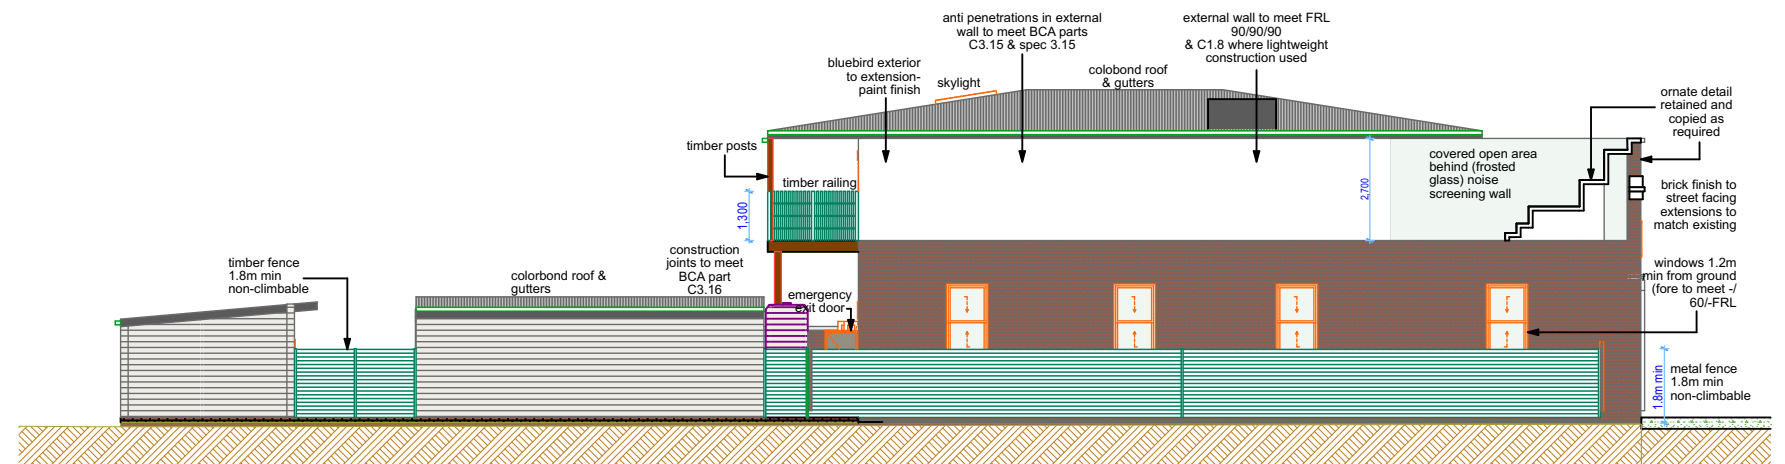 anti penetrations in external
wall to meet BCA parts
C3.15 & spec 3.15
external wall to meet FRL
90/90/90
& C1.8 where lightweight
construction used
bluebird exterior
to extension-
paint finish
skylight
colobond roof
& gutters
ornate detail
retained and
copied as
required
timber posts
timber railing
1,300
2,700
covered open area
behind (frosted
glass) noise
screening wall
brick finish to
street facing
extensions to
match existing
construction
joints to meet
BCA part
C3.16
timber fence
1.8m min
non-climbable
colorbond roof &
gutters
emergency
exit door
windows 1.2m
min from ground
(fore to meet -/
60/-FRL
1.8m min
metal fence
1.8m min
non-climbable